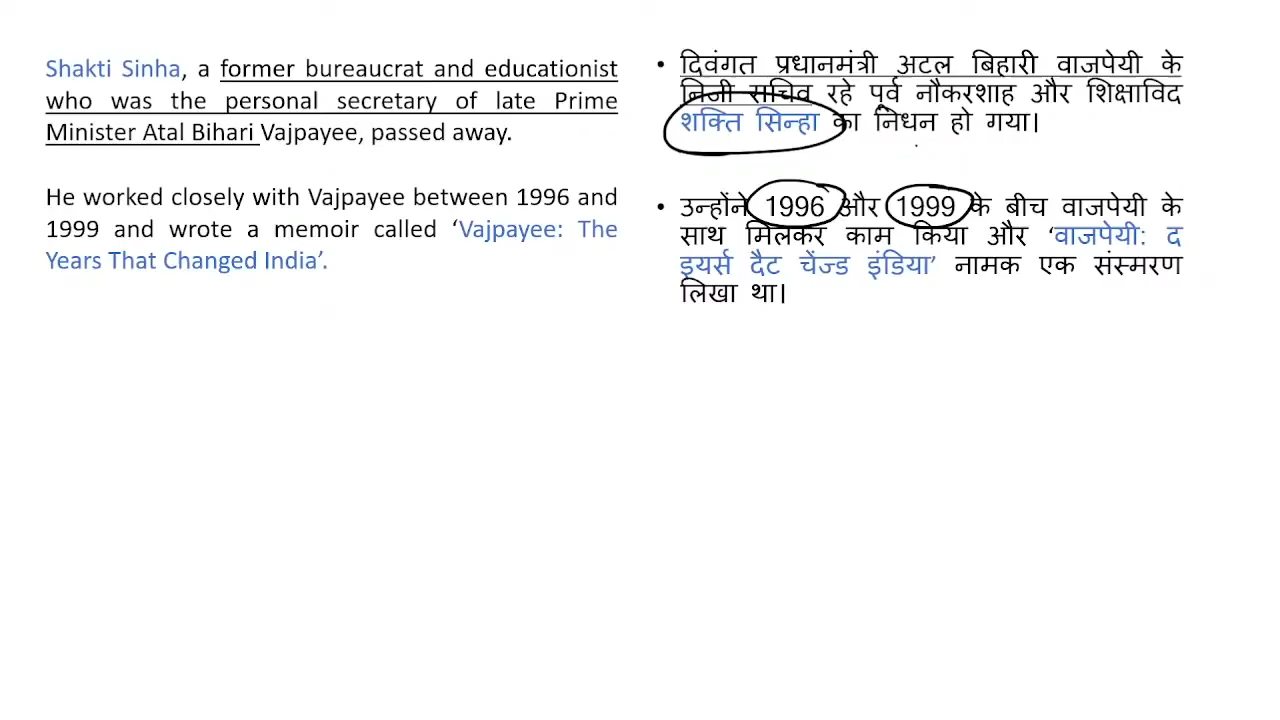 Shakti Sinha, a former bureaucrat and educationist
who was the personal secretary of late Prime
Minister Atal Bihari Vajpayee, passed away.
He worked closely with Vajpayee between 1996 and
1999 and wrote a memoir called ‘Vajpayee: The
Years That Changed India’.
• दिवंगत प्रधानमंत्री अटल बिहारी वाजपेयी के
निजी सचिव रहे पूर्व नौकरशाह और शिक्षाविद
शक्ति सिन्हा का निधन हो गया।
• उन्होंने 1996 और 1999 के बीच वाजपेयी के
साथ मिलकर काम किया और ‘वाजपेयी: द
इयर्स दैट चेंज्ड इंडिया’ नामक एक संस्मरण
लिखा था।